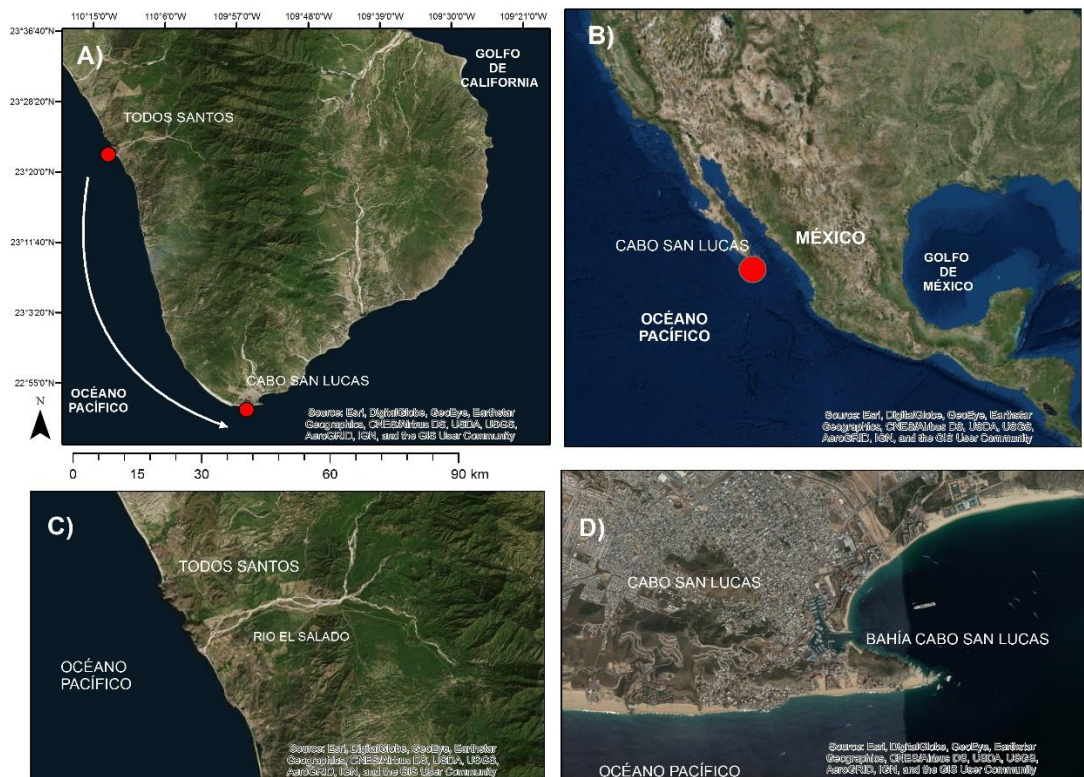 110°15'0"W 110°6'0"W 109°57'0"W 109°48'0"W 109°39'0"W 109°30'0"W 109°21'0"W
23°36'40"N
23°28'20"N
23°20'0"N
23°11'40"N
23°3'20"N
22°55'0"N
A)
GOLFO
DE
CALIFORNIA
TODOS SANTOS
CABO SAN LUCAS
OCÉANO
PACÍFICO
N
Source: Esri, DigitalGlobe, GeoEye, Earthstar
Geographics, CNES/Airbus DS, USDA, USGS,
AeroGRID, IGN, and the GIS User Community
0 15 30 60 90 km
B)
CABO SAN LUCAS
MÉXICO
GOLFO
DE
MÉXICO
OCÉANO
PACÍFICO
Source: Esri, DigitalGlobe, GeoEye, Earthstar
Geographics, CNES/Airbus DS, USDA, USGS,
AeroGRID, IGN, and the GIS User Community
C)
TODOS SANTOS
RIO EL SALADO
OCÉANO
PACÍFICO
Source: Esri, DigitalGlobe, GeoEye, Earthstar
Geographics, CNES/Airbus DS, USDA, USGS,
AeroGRID, IGN, and the GIS User Community
D)
CABO SAN LUCAS
BAHÍA CABO SAN LUCAS
OCÉANO PACÍFICO
Source: Esri, DigitalGlobe, GeoEye, Earthstar
Geographics, CNES/Airbus DS, USDA, USGS,
AeroGRID, IGN, and the GIS User Community